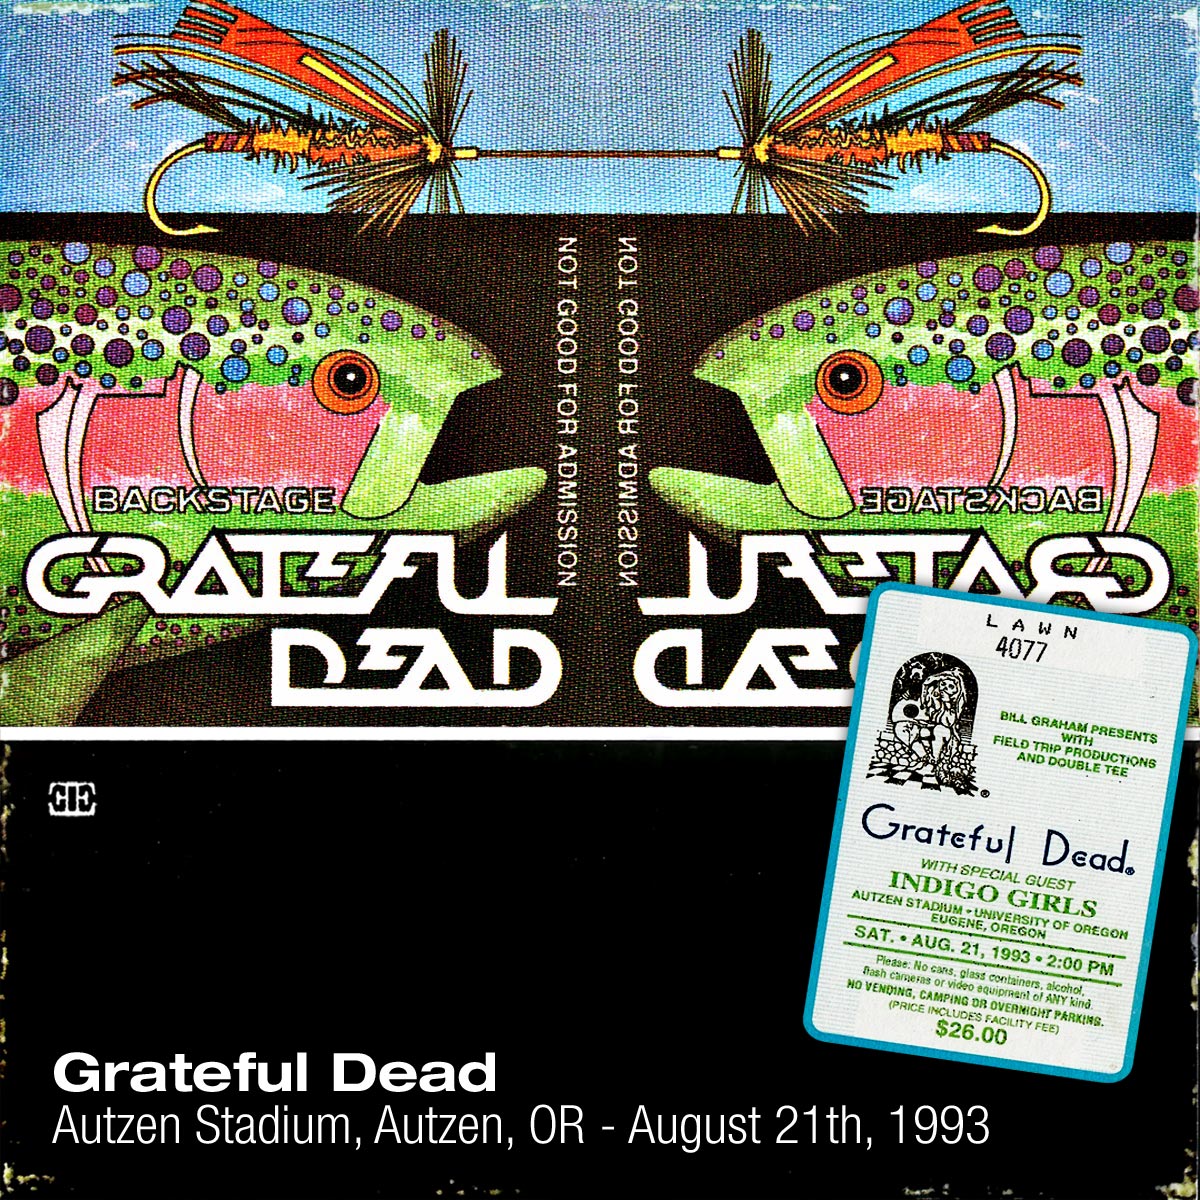 NOT GOOD FOR ADMISSION
NOT GOOD FOR ADMISSION
BACKSTAGE
BACKSTAGE
GRATEFUL
GRATEFUL
DEAD
DEAD
LAWN
4077
BILL GRAHAM PRESENTS
WITH
FIELD TRIP PRODUCTIONS
AND DOUBLE TEE
Grateful Dead®
WITH SPECIAL GUEST
INDIGO GIRLS
AUTZEN STADIUM • UNIVERSITY OF OREGON
EUGENE, OREGON
SAT. • AUG. 21, 1993 • 2:00 PM
Please: No cans, glass containers, alcohol,
flash cameras or video equipment of ANY kind.
NO VENDING, CAMPING OR OVERNIGHT PARKING.
(PRICE INCLUDES FACILITY FEE)
$26.00
Grateful Dead
Autzen Stadium, Autzen, OR - August 21th, 1993